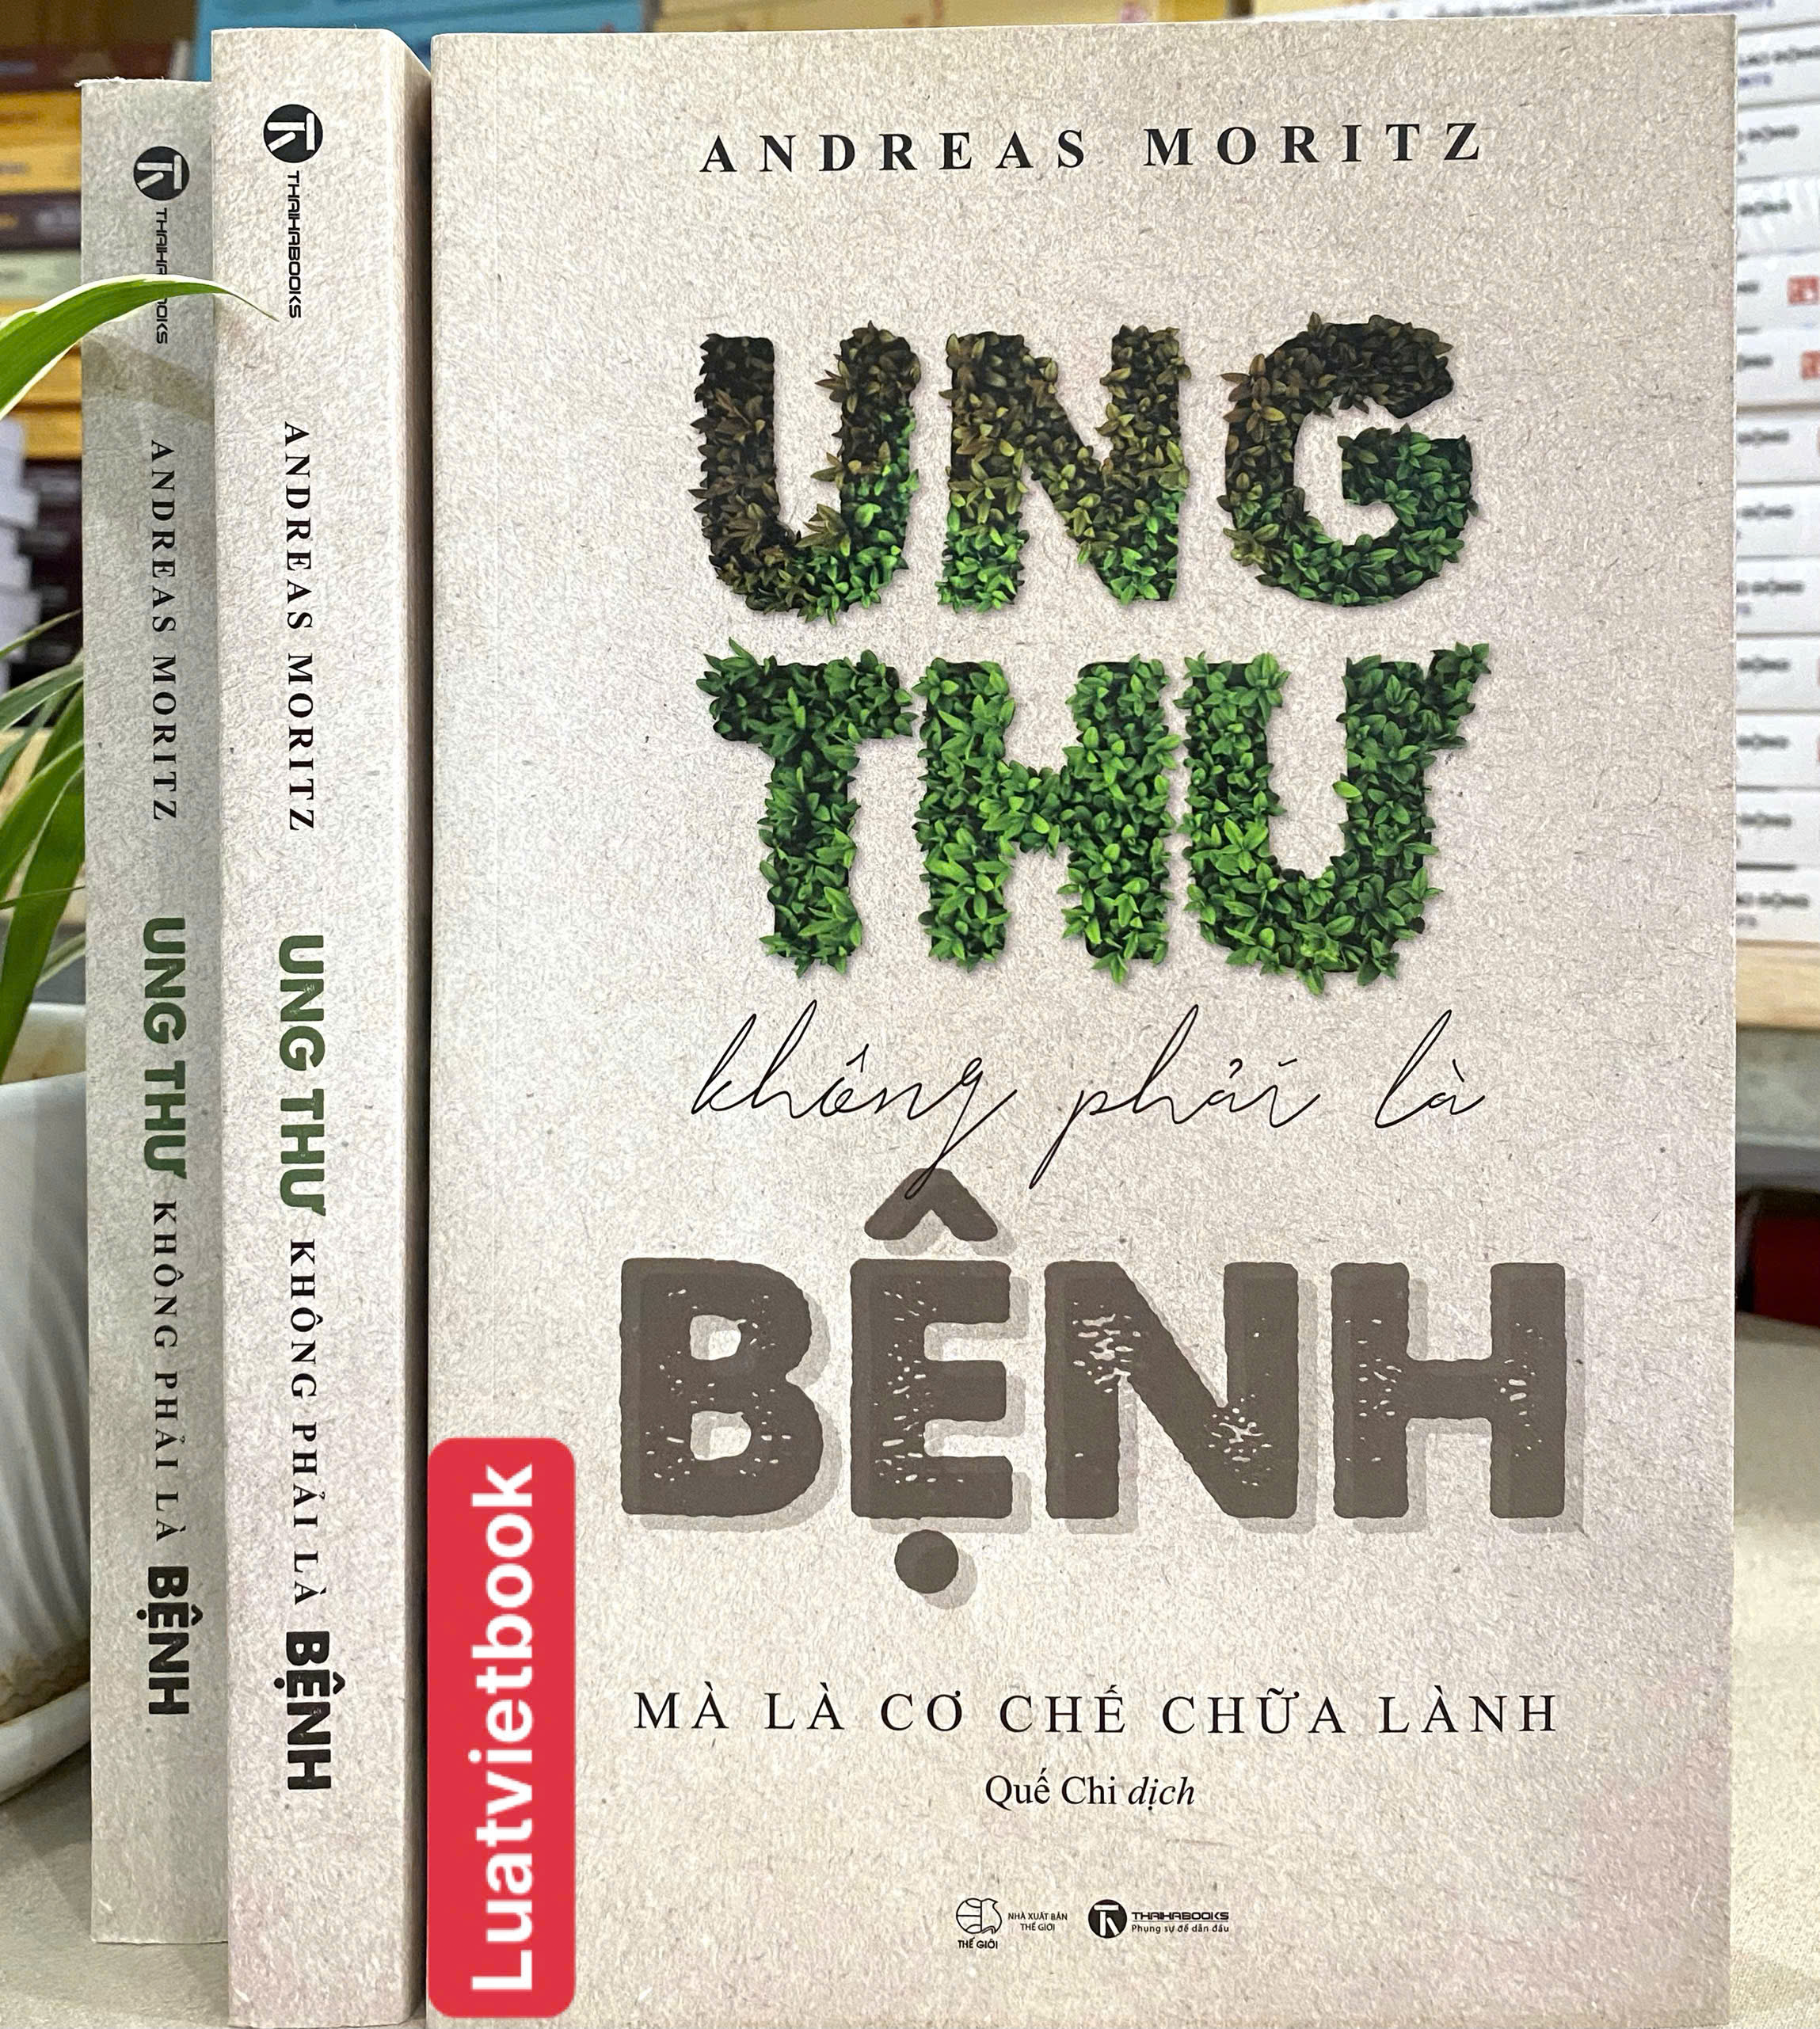 THAIHABOOKS
ANDREAS MORITZ
UNG THƯ KHÔNG PHẢI LÀ BỆNH
THAIHABOOKS
ANDREAS MORITZ
UNG THƯ KHÔNG PHẢI LÀ BỆNH
ANDREAS MORITZ
UNG
THƯ
không phải là
BỆNH
MÀ LÀ CƠ CHẾ CHỮA LÀNH
Quế Chi dịch
NHÀ XUẤT BẢN
THẾ GIỚI
THẾ GIỚI
THAIHABOOKS
Phụng sự để dẫn đầu
Luatvietbook